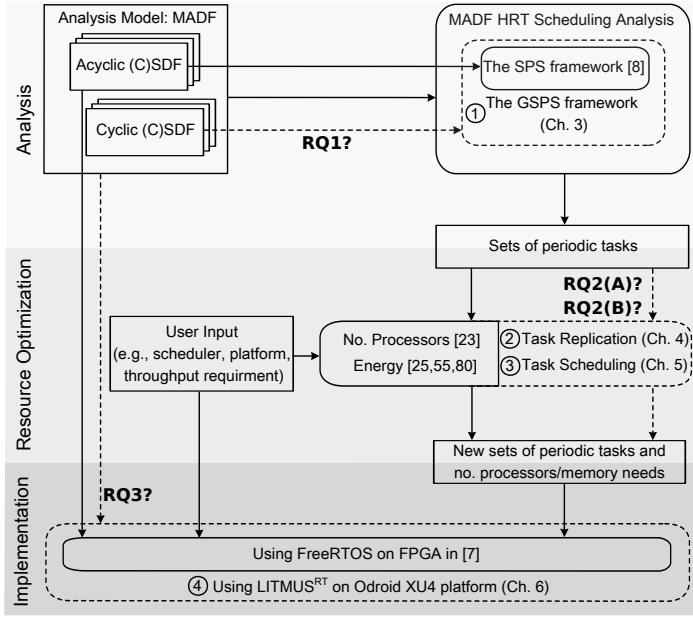 Analysis Model: MADF
Acyclic (C)SDF
Cyclic (C)SDF
MADF HRT Scheduling Analysis
The SPS framework [8]
① The GSPS framework
(Ch. 3)
RQ1?
Analysis
Sets of periodic tasks
RQ2(A)?
RQ2(B)?
Resource Optimization
User Input
(e.g., scheduler, platform,
throughput requirment)
No. Processors [23]
Energy [25,55,80]
② Task Replication (Ch. 4)
③ Task Scheduling (Ch. 5)
New sets of periodic tasks and
no. processors/memory needs
RQ3?
Implementation
Using FreeRTOS on FPGA in [7]
④ Using LITMUS^RT on Odroid XU4 platform (Ch. 6)